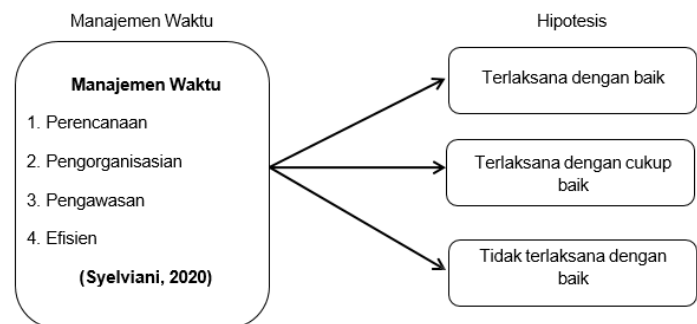 Manajemen Waktu
Manajemen Waktu
1. Perencanaan
2. Pengorganisasian
3. Pengawasan
4. Efisien
(Syelviani, 2020)
Hipotesis
Terlaksana dengan baik
Terlaksana dengan cukup
baik
Tidak terlaksana dengan
baik